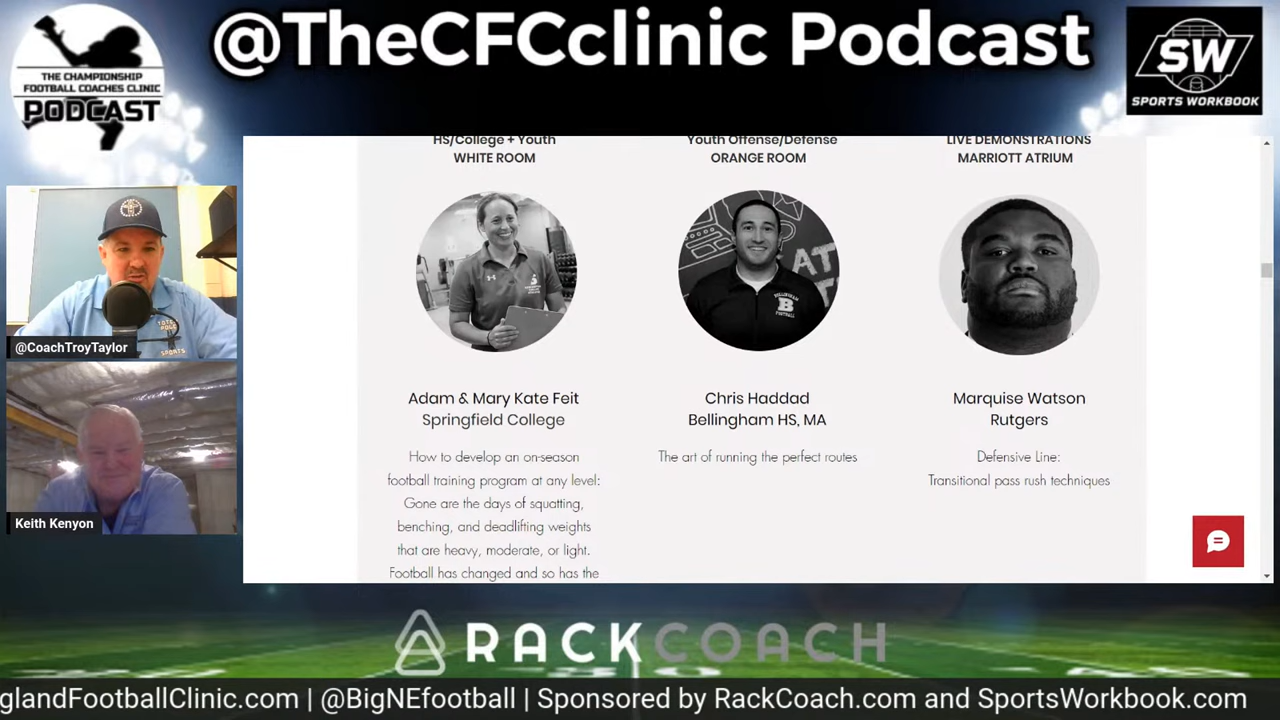 @TheCFCclinic Podcast
THE CHAMPIONSHIP
FOOTBALL COACHES CLINIC
PODCAST
SW
SPORTS WORKBOOK
@CoachTroyTaylor
Keith Kenyon
HS/College + Youth
WHITE ROOM
Youth Offense/Defense
ORANGE ROOM
LIVE DEMONSTRATIONS
MARRIOTT ATRIUM
BELLINGHAM
B
FOOTBALL
Adam & Mary Kate Feit
Springfield College
How to develop an on-season
football training program at any level:
Gone are the days of squatting,
benching, and deadlifting weights
that are heavy, moderate, or light.
Football has changed and so has the
Chris Haddad
Bellingham HS, MA
The art of running the perfect routes
Marquise Watson
Rutgers
Defensive Line:
Transitional pass rush techniques
RACKCOACH
glandFootballClinic.com | @BigNEfootball | Sponsored by RackCoach.com and SportsWorkbook.com